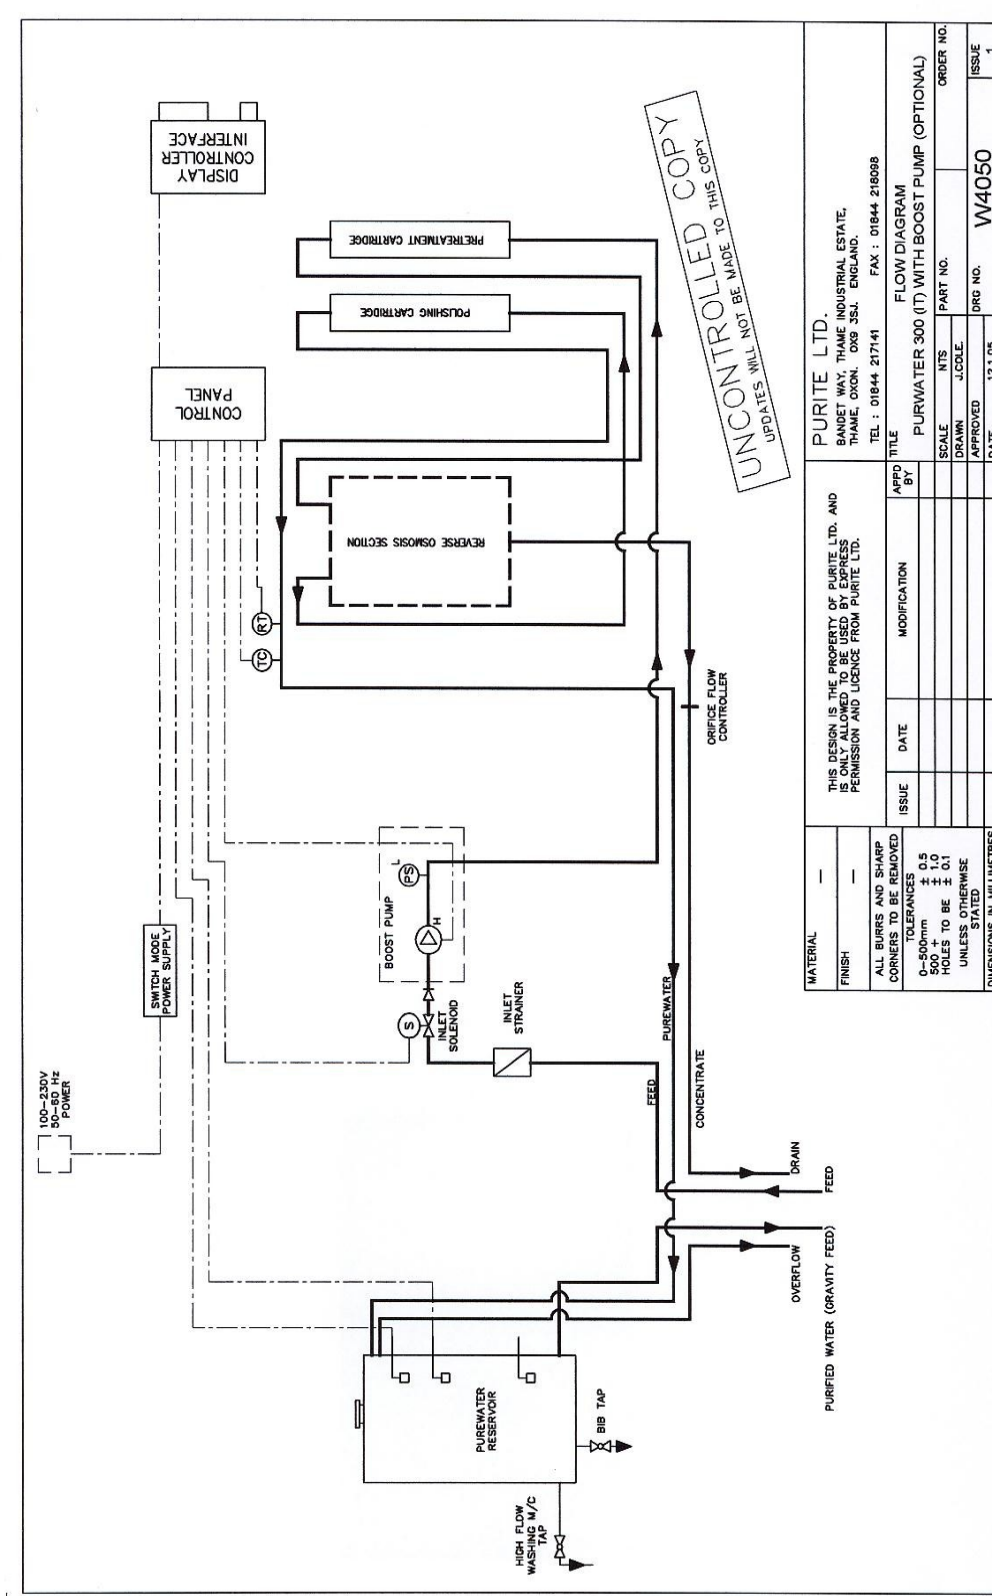 100-230V
50-60 Hz
POWER
SWITCH MODE
POWER SUPPLY
CONTROL
PANEL
DISPLAY
CONTROLLER
INTERFACE
HIGH FLOW
WASHING M/C
TAP
BIB TAP
PUREWATER
RESERVOIR
OVERFLOW
PURIFIED WATER (GRAVITY FEED)
DRAIN
FEED
FEED
PUREWATER
CONCENTRATE
INLET
STRAINER
S
INLET
SOLENOID
BOOST PUMP
H
PS
L
TC
RT
ORIFICE FLOW
CONTROLLER
REVERSE OSMOSIS SECTION
POLISHING CARTRIDGE
PRETREATMENT CARTRIDGE
UNCONTROLLED COPY
UPDATES WILL NOT BE MADE TO THIS COPY
MATERIAL —
FINISH —
ALL BURRS AND SHARP
CORNERS TO BE REMOVED
TOLERANCES
0-500mm ± 0.5
500 + ± 1.0
HOLES TO BE ± 0.1
UNLESS OTHERWISE
STATED
DIMENSIONS IN MILLIMETRES
THIS DESIGN IS THE PROPERTY OF PURITE LTD. AND
IS ONLY ALLOWED TO BE USED BY EXPRESS
PERMISSION AND LICENCE FROM PURITE LTD.
ISSUE DATE MODIFICATION APPD
BY
PURITE LTD.
BANDET WAY, THAME INDUSTRIAL ESTATE,
THAME, OXON. OX9 3SJ. ENGLAND.
TEL : 01844 217141 FAX : 01844 218098
TITLE
FLOW DIAGRAM
PURWATER 300 (IT) WITH BOOST PUMP (OPTIONAL)
SCALE NTS
DRAWN J.COLE.
APPROVED
DATE 12.1.05
PART NO.
ORDER NO.
DRG NO.
W4050
ISSUE
1